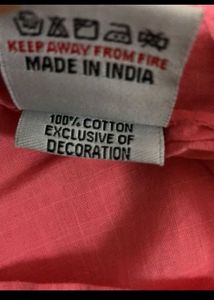 KEEP AWAY FROM FIRE
MADE IN INDIA
100% COTTON
EXCLUSIVE OF
DECORATION